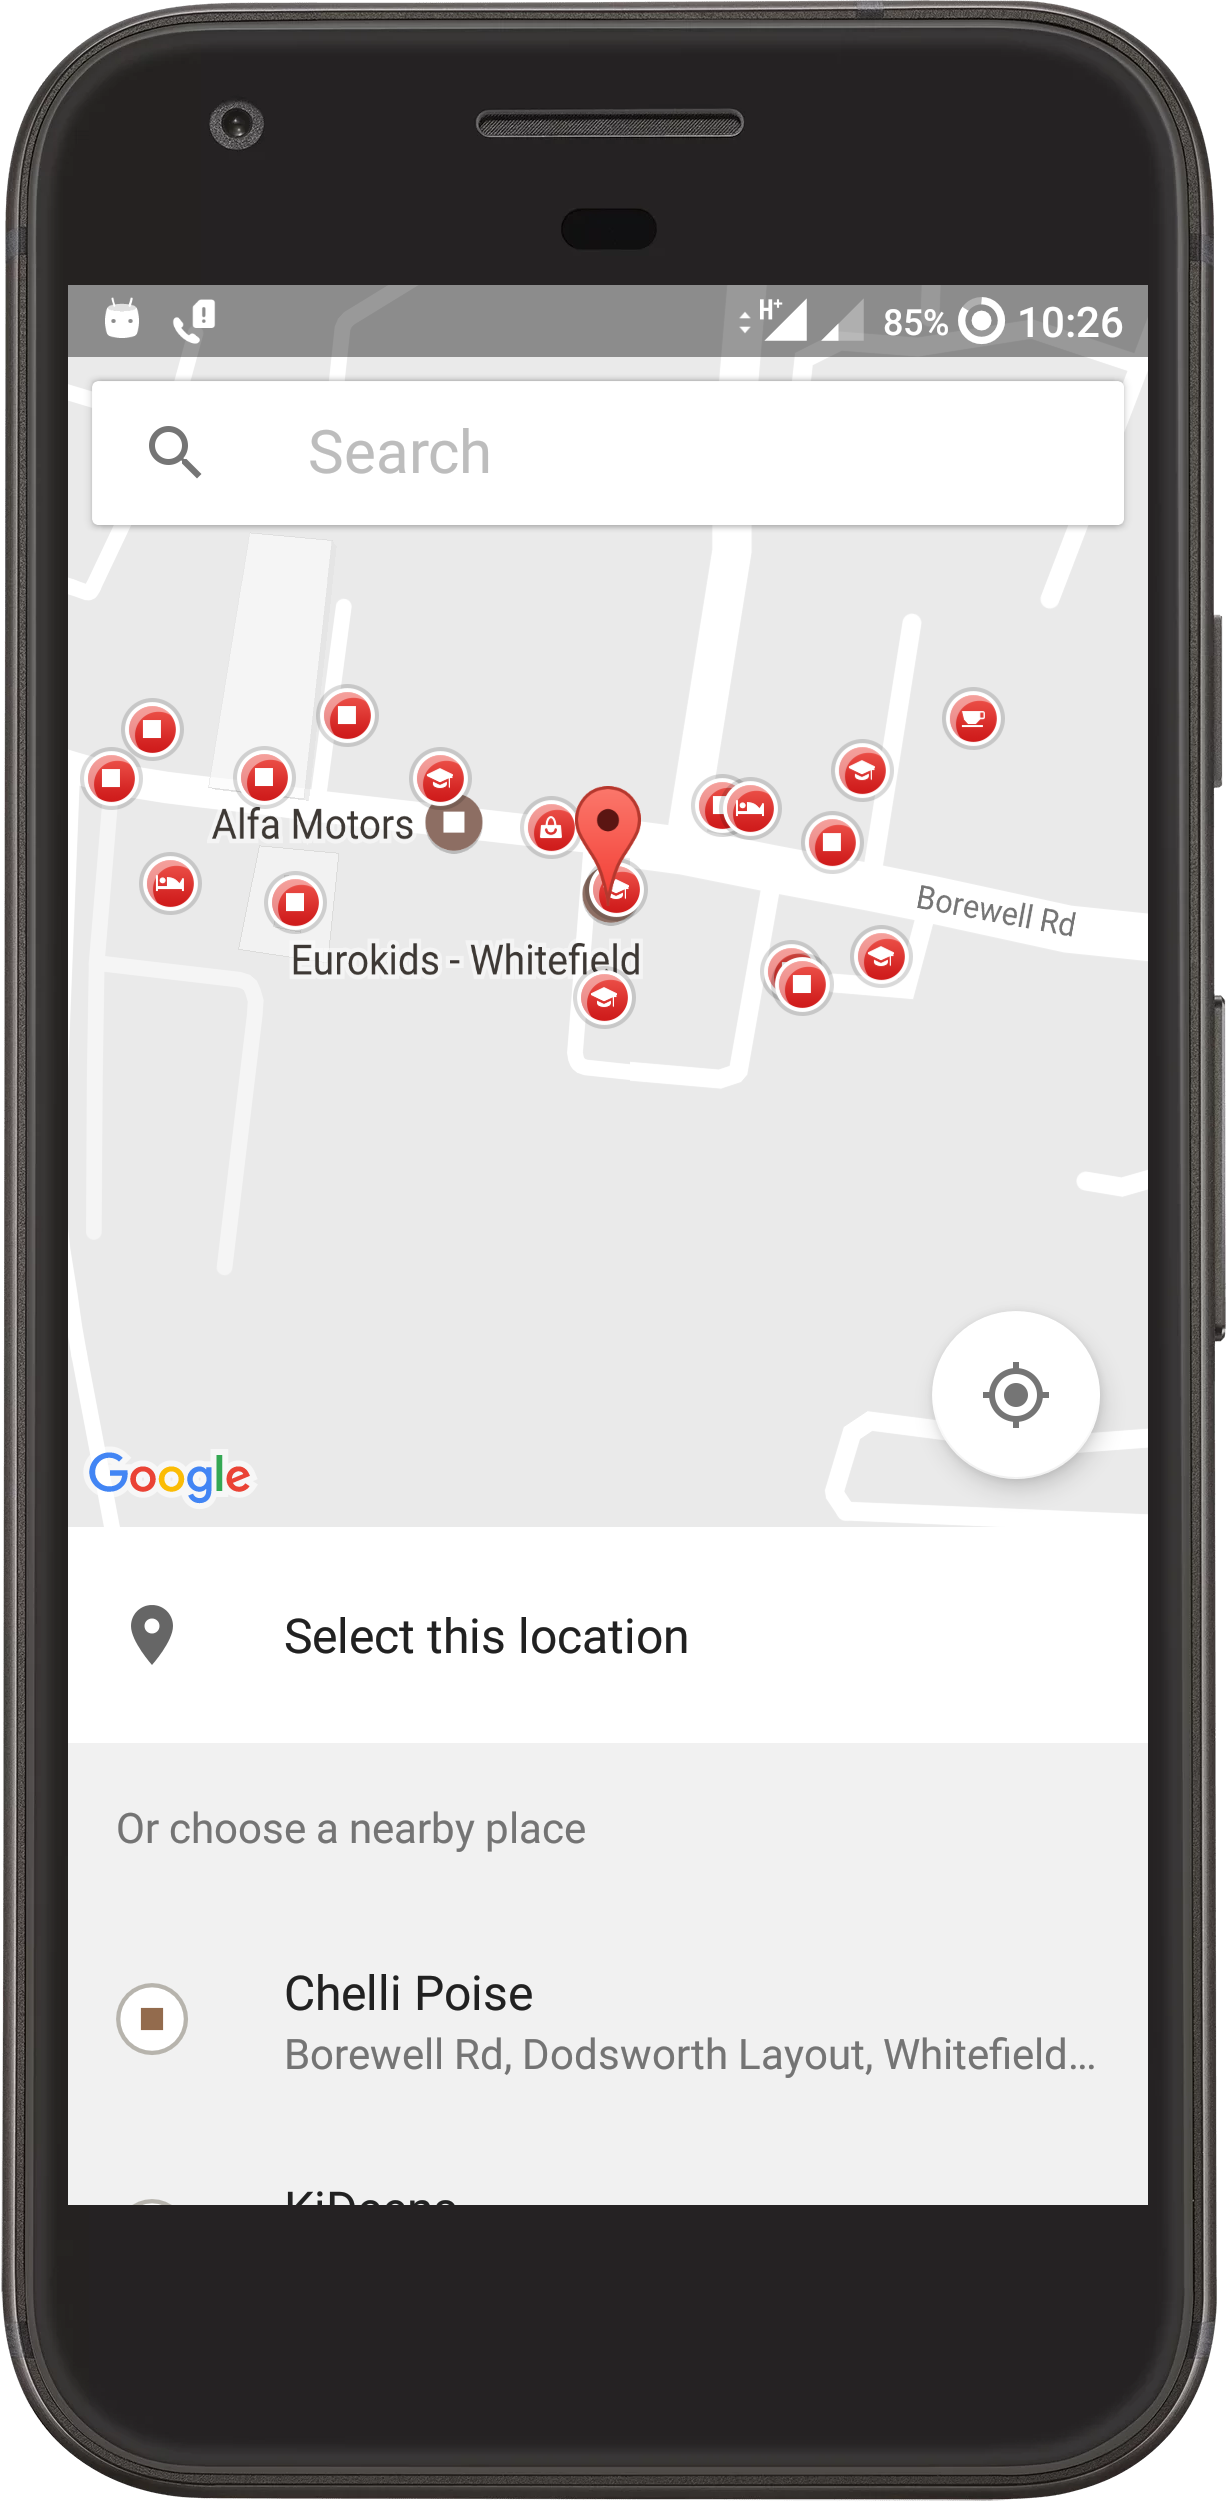 H+ 85% 10:26
Search
Alfa Motors
Borewell Rd
Eurokids - Whitefield
Google
Select this location
Or choose a nearby place
Chelli Poise
Borewell Rd, Dodsworth Layout, Whitefield...